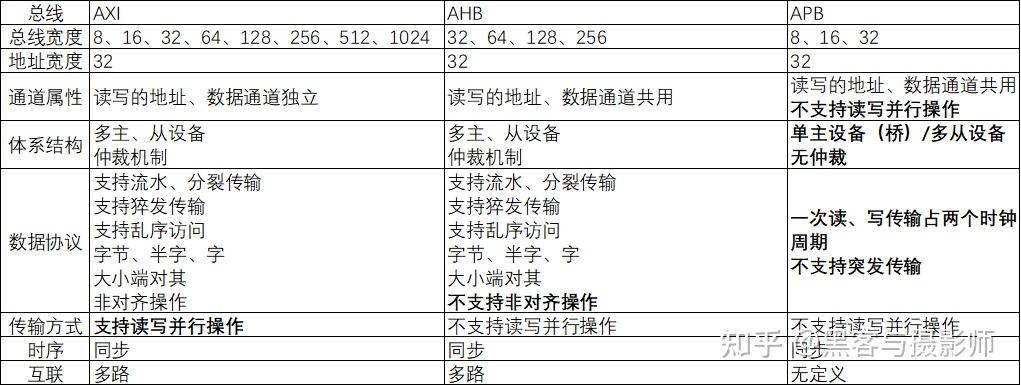 总线 AXI AHB APB
总线宽度 8、16、32、64、128、256、512、1024 32、64、128、256 8、16、32
地址宽度 32 32 32
通道属性 读写的地址、数据通道独立 读写的地址、数据通道共用 读写的地址、数据通道共用
不支持读写并行操作
体系结构 多主、从设备 多主、从设备 单主设备（桥）/多从设备
仲裁机制 仲裁机制 无仲裁
数据协议
支持流水、分裂传输
支持猝发传输
支持乱序访问
字节、半字、字
大小端对其
非对齐操作
支持流水、分裂传输
支持猝发传输
支持乱序访问
字节、半字、字
大小端对其
不支持非对齐操作
一次读、写传输占两个时钟
周期
不支持突发传输
传输方式 支持读写并行操作 不支持读写并行操作 不支持读写并行操作
时序 同步 同步 同步
互联 多路 多路 无定义
知乎 @黑客与摄影师